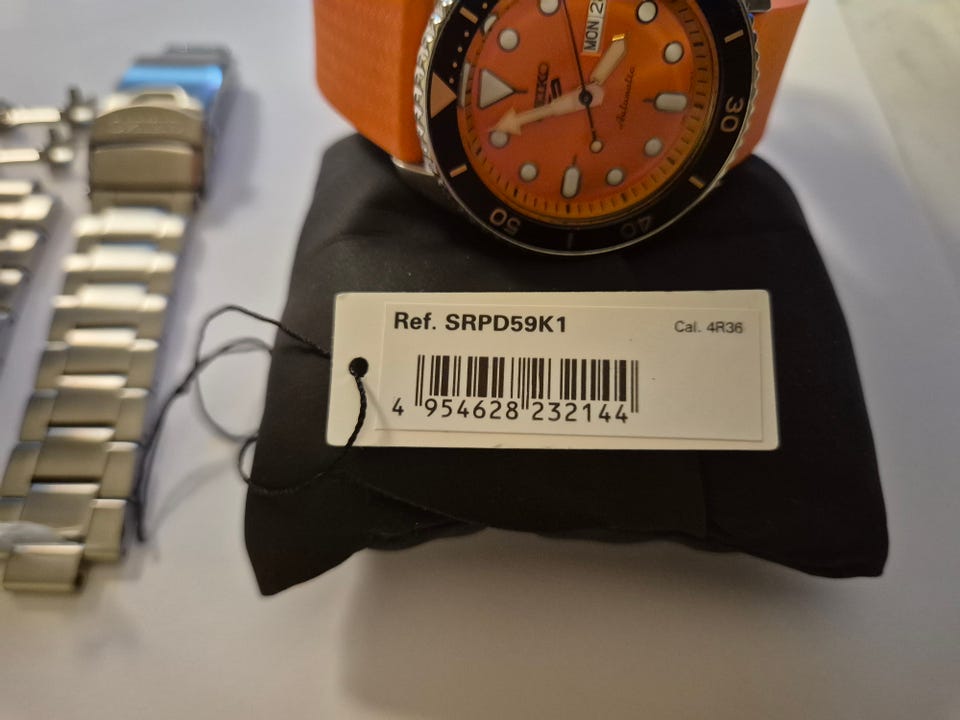 MON 2
SEIKO
5
Automatic
30
40
50
Ref. SRPD59K1
Cal. 4R36
4 954628 232144